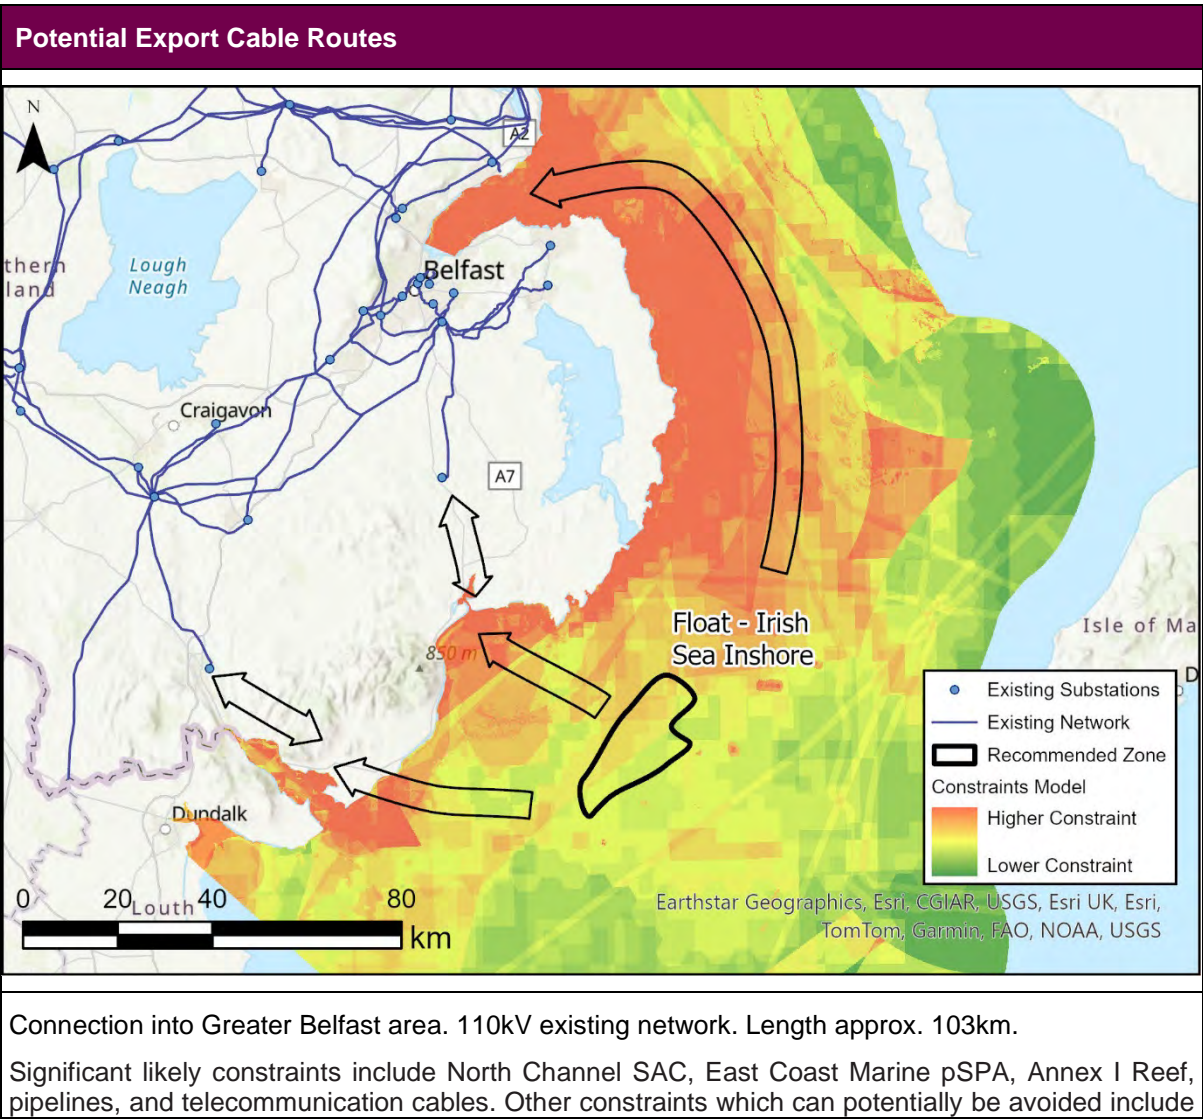 Potential Export Cable Routes
N
A2
thern
land
Lough
Neagh
Belfast
Craigavon
A7
Float - Irish
Sea Inshore
Isle of Ma
D
850 m
Dundalk
Louth
0 20 40 80
km
Existing Substations
Existing Network
Recommended Zone
Constraints Model
Higher Constraint
Lower Constraint
Earthstar Geographics, Esri, CGIAR, USGS, Esri UK, Esri,
TomTom, Garmin, FAO, NOAA, USGS
Connection into Greater Belfast area. 110kV existing network. Length approx. 103km.
Significant likely constraints include North Channel SAC, East Coast Marine pSPA, Annex I Reef,
pipelines, and telecommunication cables. Other constraints which can potentially be avoided include